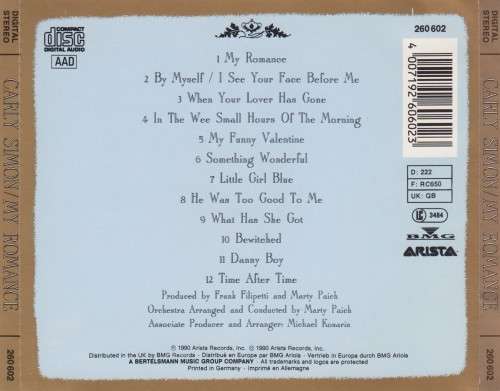 DIGITAL STEREO
CARLY SIMON/MY ROMANCE
260 602
COMPACT
disc
DIGITAL AUDIO
AAD
260 602
4 007192 606023
1 My Romance
2 By Myself / I See Your Face Before Me
3 When Your Lover Has Gone
4 In The Wee Small Hours Of The Morning
5 My Funny Valentine
6 Something Wonderful
7 Little Girl Blue
8 He Was Too Good To Me
9 What Has She Got
10 Bewitched
11 Danny Boy
12 Time After Time
D: 222
F: RC650
UK: GB
LC 3484
BMG
ARISTA
Produced by Frank Filipetti and Marty Paich
Orchestra Arranged and Conducted by Marty Paich
Associate Producer and Arranger: Michael Kosarin
℗ 1990 Arista Records, Inc. © 1990 Arista Records, Inc.
Distributed in the UK by BMG Records - Distribué en Europe par BMG Ariola - Vertrieb in Europa durch BMG Ariola
A BERTELSMANN MUSIC GROUP COMPANY - All trademarks and logos are protected
Printed in Germany - Imprimé en Allemagne
DIGITAL STEREO
CARLY SIMON/MY ROMANCE
260 602